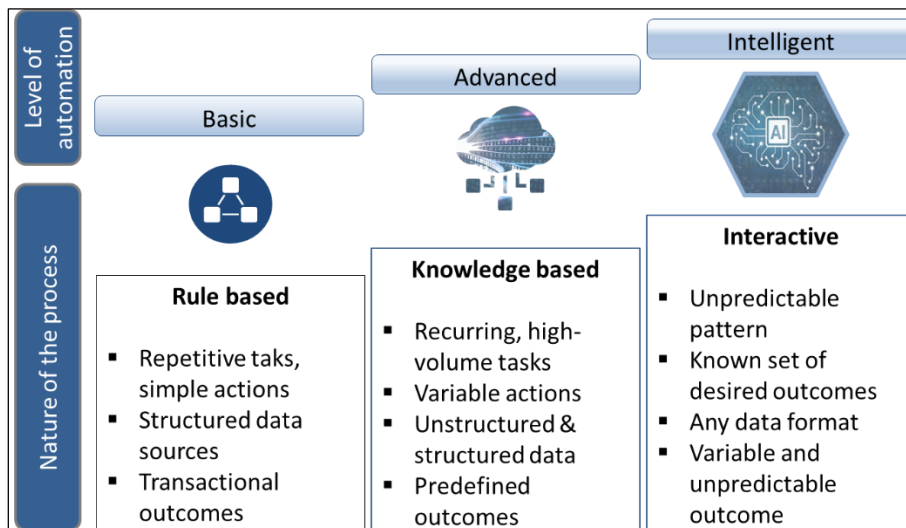 Level of
automation
Basic
Advanced
Intelligent
AI
Nature of the process
Rule based
▪ Repetitive taks,
simple actions
▪ Structured data
sources
▪ Transactional
outcomes
Knowledge based
▪ Recurring, high-
volume tasks
▪ Variable actions
▪ Unstructured &
structured data
▪ Predefined
outcomes
Interactive
▪ Unpredictable
pattern
▪ Known set of
desired outcomes
▪ Any data format
▪ Variable and
unpredictable
outcome